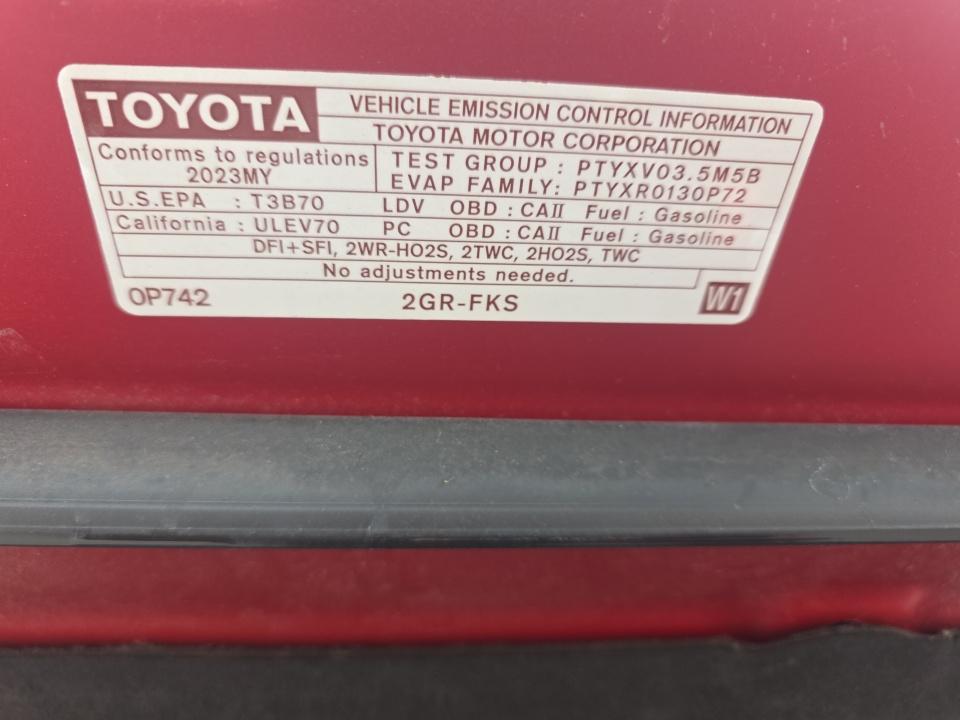 TOYOTA VEHICLE EMISSION CONTROL INFORMATION
TOYOTA MOTOR CORPORATION
Conforms to regulations
2023MY
TEST GROUP : PTYXV03.5M5B
EVAP FAMILY: PTYXR0130P72
U.S.EPA : T3B70 LDV OBD : CAII Fuel : Gasoline
California : ULEV70 PC OBD : CAII Fuel : Gasoline
DFI+SFI, 2WR-HO2S, 2TWC, 2HO2S, TWC
No adjustments needed.
0P742 2GR-FKS W1